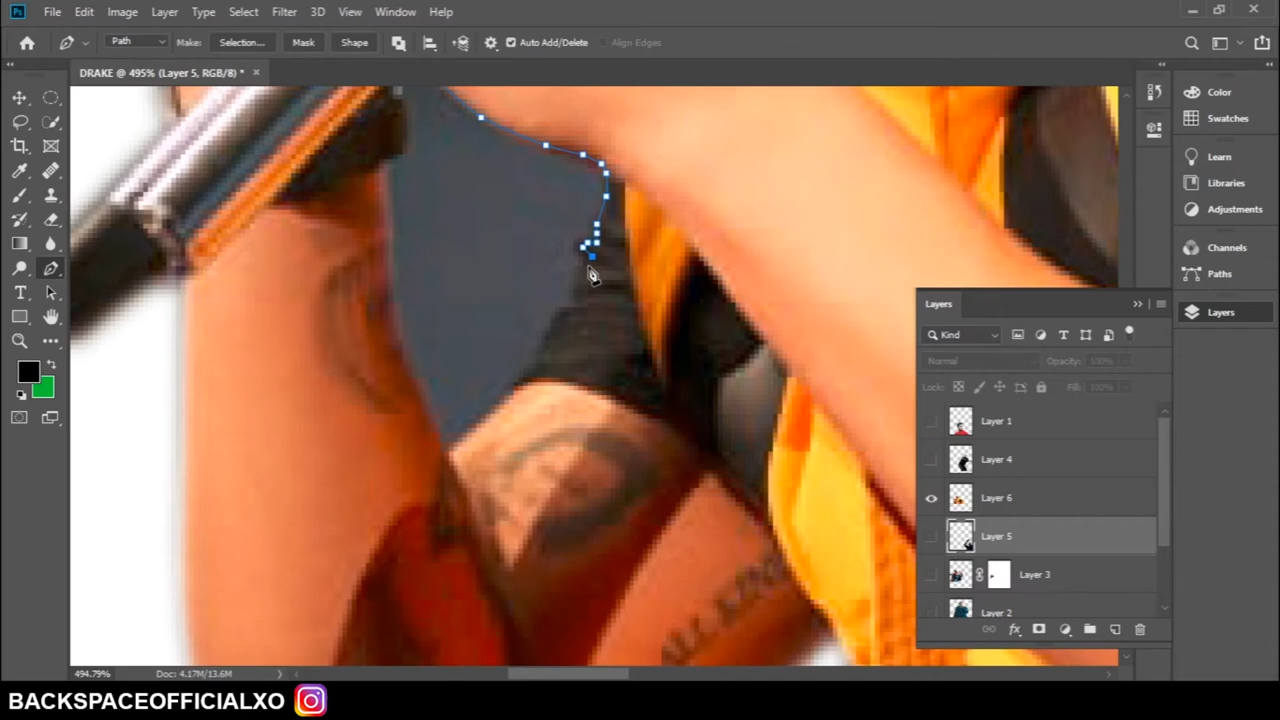 Ps File Edit Image Layer Type Select Filter 3D View Window Help
Path Make: Selection... Mask Shape Auto Add/Delete Align Edges
DRAKE @ 495% (Layer 5, RGB/8) *
Color
Swatches
Learn
Libraries
Adjustments
Channels
Paths
Layers
Layers
Kind
Normal Opacity: 100%
Lock: Fill: 100%
Layer 1
Layer 4
Layer 6
Layer 5
Layer 3
Layer 2
fx
ALL KIN
494.79% Doc: 4.17M/13.6M
BACKSPACEOFFICIALXO